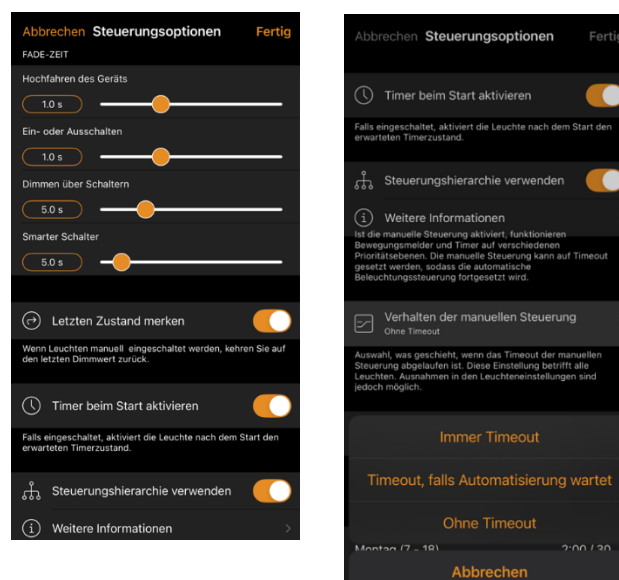 Abbrechen Steuerungsoptionen Fertig
FADE-ZEIT
Hochfahren des Geräts
1.0 s
Ein- oder Ausschalten
1.0 s
Dimmen über Schaltern
5.0 s
Smarter Schalter
5.0 s
Letzten Zustand merken
Wenn Leuchten manuell eingeschaltet werden, kehren Sie auf
den letzten Dimmwert zurück.
Timer beim Start aktivieren
Falls eingeschaltet, aktiviert die Leuchte nach dem Start den
erwarteten Timerzustand.
Steuerungshierarchie verwenden
Weitere Informationen
Abbrechen Steuerungsoptionen Fertig
Timer beim Start aktivieren
Falls eingeschaltet, aktiviert die Leuchte nach dem Start den
erwarteten Timerzustand.
Steuerungshierarchie verwenden
Weitere Informationen
Ist die manuelle Steuerung aktiviert, funktionieren
Bewegungsmelder und Timer auf verschiedenen
Prioritätsebenen. Die manuelle Steuerung kann auf Timeout
gesetzt werden, sodass die automatische
Beleuchtungssteuerung fortgesetzt wird.
Verhalten der manuellen Steuerung
Ohne Timeout
Auswahl, was geschieht, wenn das Timeout der manuellen
Steuerung abgelaufen ist. Diese Einstellung betrifft alle
Leuchten. Ausnahmen in den Leuchteneinstellungen sind
jedoch möglich.
Immer Timeout
Timeout, falls Automatisierung wartet
Ohne Timeout
Montag (7 - 18) 2:00 / 30
Abbrechen